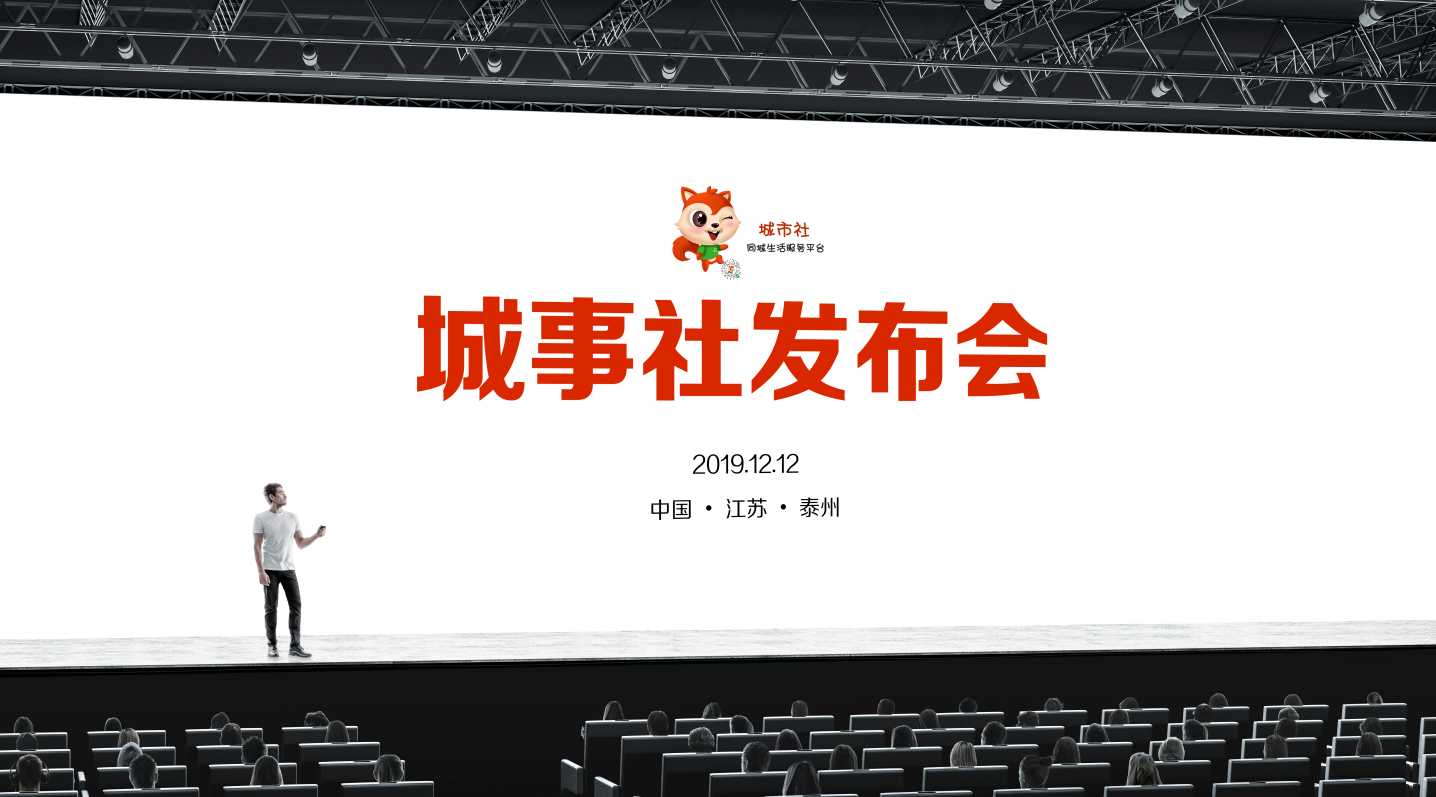 城市社
同城生活服务平台
城事社发布会
2019.12.12
中国 • 江苏 • 泰州